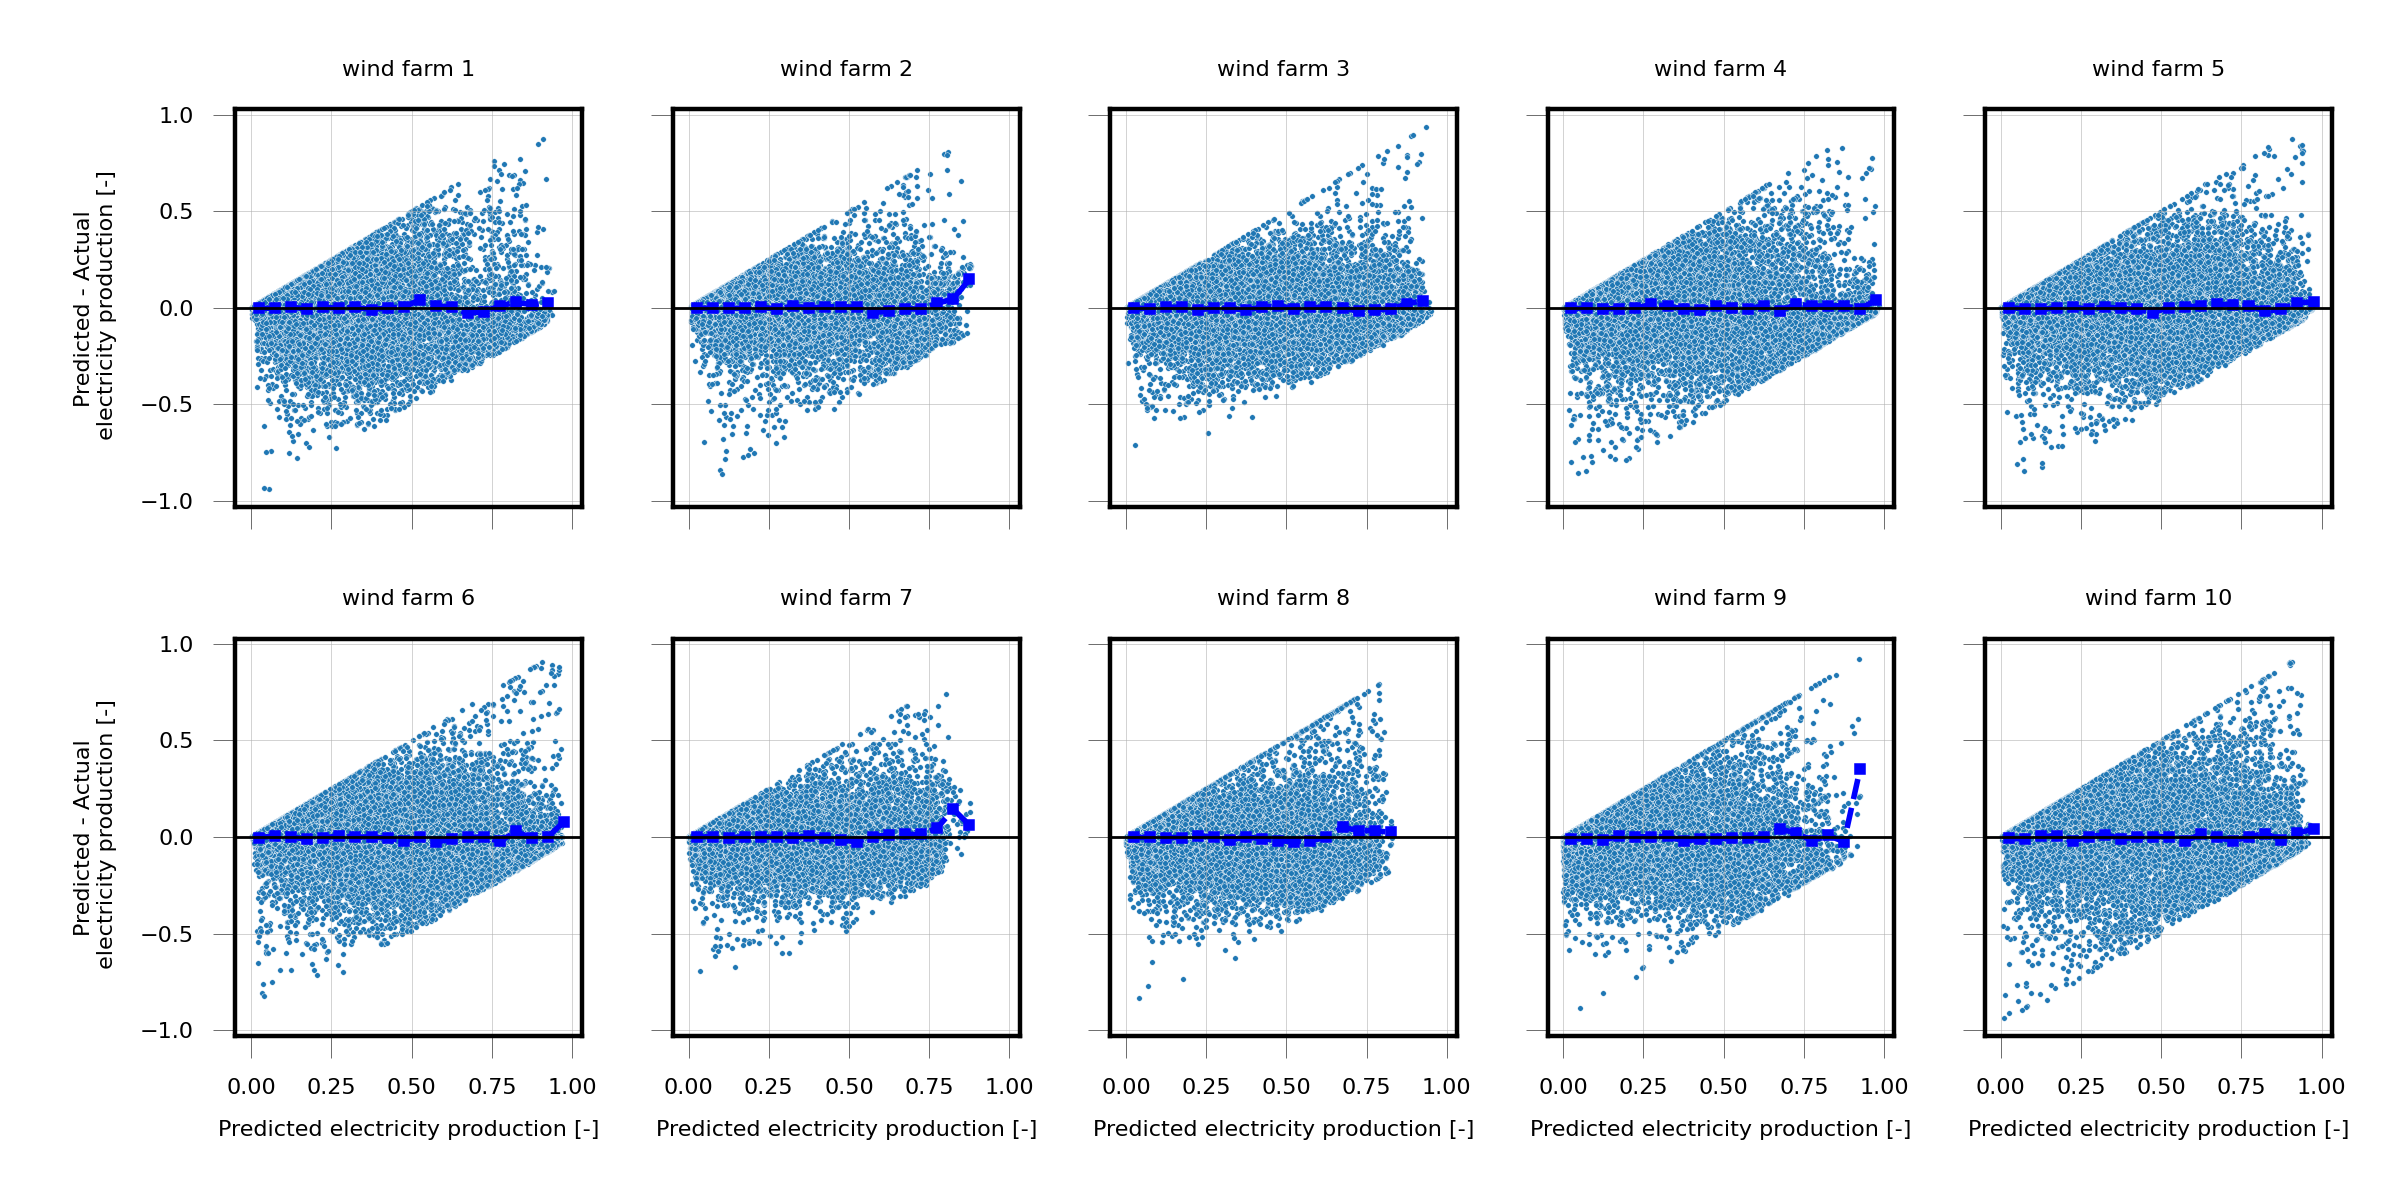 wind farm 1
wind farm 2
wind farm 3
wind farm 4
wind farm 5
1.0
0.5
0.0
−0.5
−1.0
Predicted - Actual
electricity production [-]
wind farm 6
wind farm 7
wind farm 8
wind farm 9
wind farm 10
1.0
0.5
0.0
−0.5
−1.0
Predicted - Actual
electricity production [-]
0.00 0.25 0.50 0.75 1.00
0.00 0.25 0.50 0.75 1.00
0.00 0.25 0.50 0.75 1.00
0.00 0.25 0.50 0.75 1.00
0.00 0.25 0.50 0.75 1.00
Predicted electricity production [-]
Predicted electricity production [-]
Predicted electricity production [-]
Predicted electricity production [-]
Predicted electricity production [-]